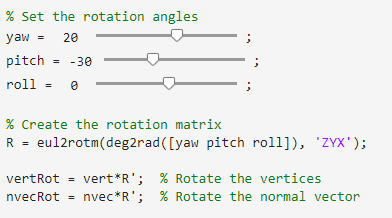 % Set the rotation angles
yaw = 20 ;
pitch = -30 ;
roll = 0 ;
% Create the rotation matrix
R = eul2rotm(deg2rad([yaw pitch roll]), 'ZYX');
vertRot = vert*R'; % Rotate the vertices
nvecRot = nvec*R'; % Rotate the normal vector